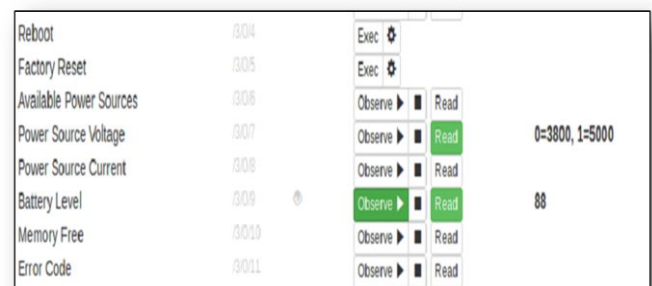 Reboot /3/0/4 Exec
Factory Reset /3/0/5 Exec
Available Power Sources /3/0/6 Observe Read
Power Source Voltage /3/0/7 Observe Read 0=3800, 1=5000
Power Source Current /3/0/8 Observe Read
Battery Level /3/0/9 Observe Read 88
Memory Free /3/0/10 Observe Read
Error Code /3/0/11 Observe Read